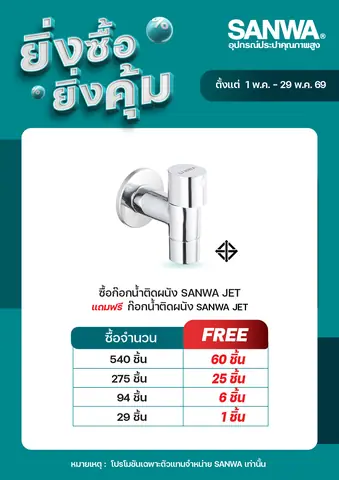 ยิ่งซื้อ
ยิ่งคุ้ม
SANWA®
อุปกรณ์ประปาคุณภาพสูง
ตั้งแต่ 1 พ.ค. - 29 พ.ค. 69
ซื้อก๊อกน้ำติดผนัง SANWA JET
แถมฟรี ก๊อกน้ำติดผนัง SANWA JET
ซื้อจำนวน FREE
540 ชิ้น 60 ชิ้น
275 ชิ้น 25 ชิ้น
94 ชิ้น 6 ชิ้น
29 ชิ้น 1 ชิ้น
หมายเหตุ : โปรโมชันเฉพาะตัวแทนจำหน่าย SANWA เท่านั้น